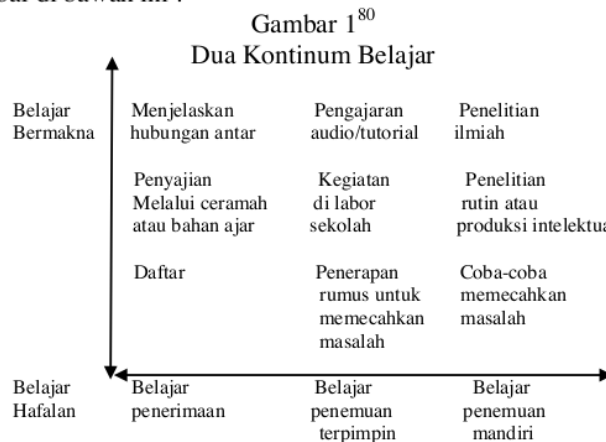 Gambar 1⁸⁰
Dua Kontinum Belajar
Belajar Menjelaskan Pengajaran Penelitian
Bermakna hubungan antar audio/tutorial ilmiah
Penyajian Kegiatan Penelitian
Melalui ceramah di labor rutin atau
atau bahan ajar sekolah produksi intelektua
Daftar Penerapan Coba-coba
rumus untuk memecahkan
memecahkan masalah
masalah
Belajar Belajar Belajar Belajar
Hafalan penerimaan penemuan penemuan
terpimpin mandiri